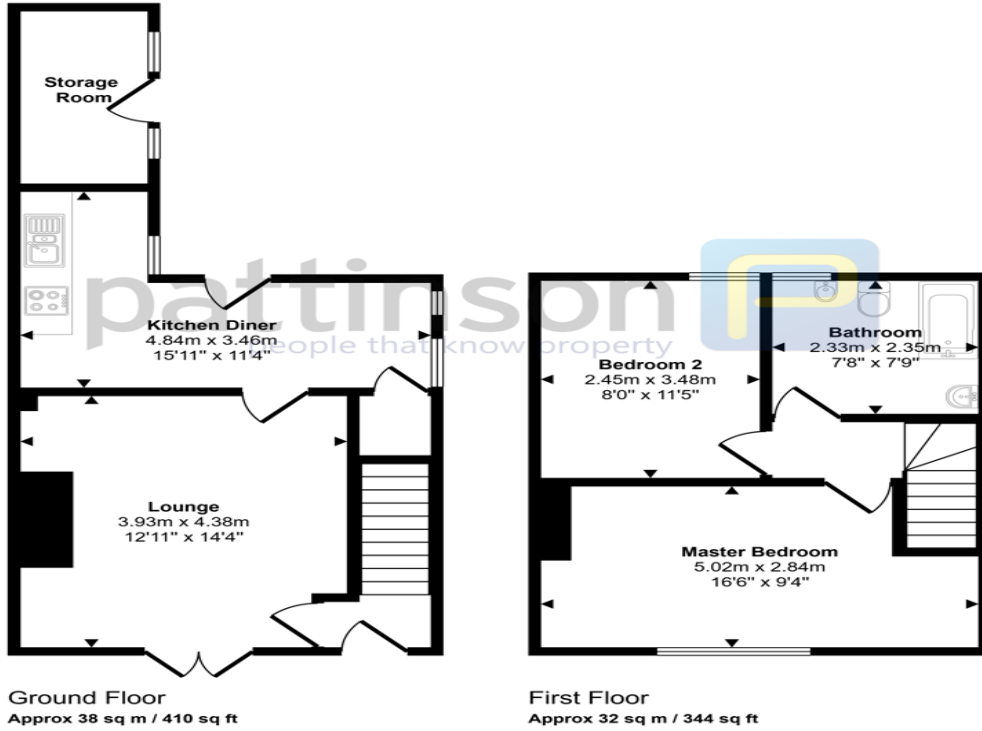 Storage
Room
pattinson
people that know property
P
Kitchen Diner
4.84m x 3.46m
15'11" x 11'4"
Lounge
3.93m x 4.38m
12'11" x 14'4"
Ground Floor
Approx 38 sq m / 410 sq ft
Bedroom 2
2.45m x 3.48m
8'0" x 11'5"
Bathroom
2.33m x 2.35m
7'8" x 7'9"
Master Bedroom
5.02m x 2.84m
16'6" x 9'4"
First Floor
Approx 32 sq m / 344 sq ft